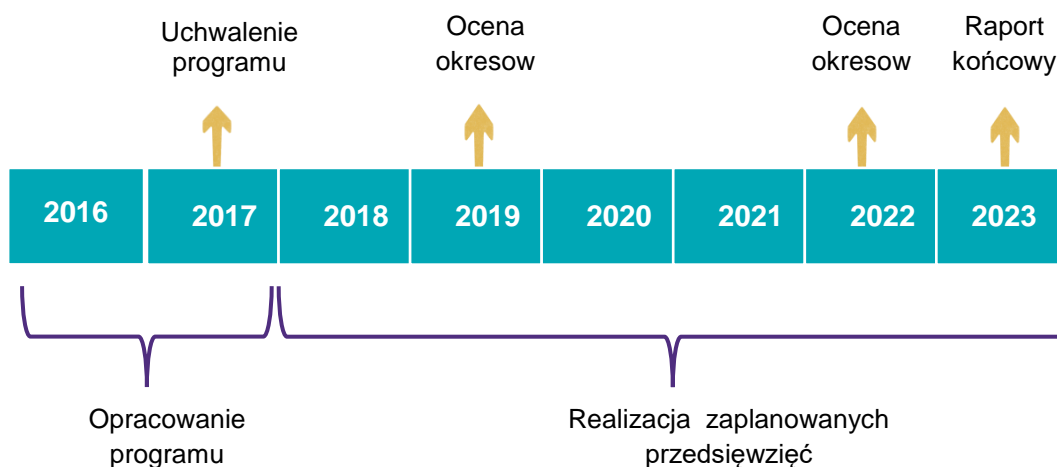 Uchwalenie
programu
Ocena
okresow
Ocena
okresow
Raport
końcowy
2016
2017
2018
2019
2020
2021
2022
2023
Opracowanie
programu
Realizacja zaplanowanych
przedsięwzięć